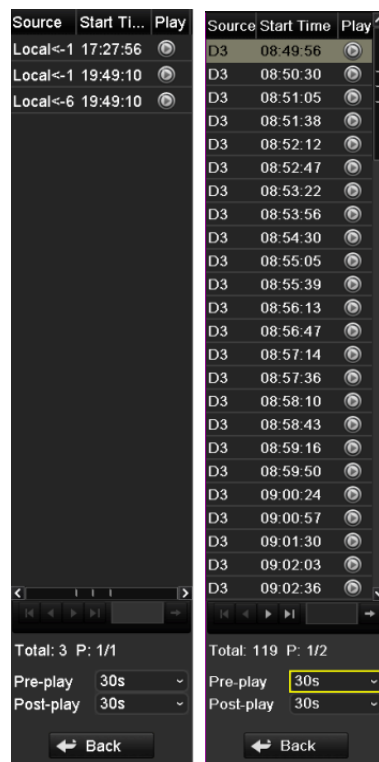 Source Start Ti... Play
Local<-1 17:27:56
Local<-1 19:49:10
Local<-6 19:49:10
Total: 3 P: 1/1
Pre-play 30s
Post-play 30s
Back
Source Start Time Play
D3 08:49:56
D3 08:50:30
D3 08:51:05
D3 08:51:38
D3 08:52:12
D3 08:52:47
D3 08:53:22
D3 08:53:56
D3 08:54:30
D3 08:55:05
D3 08:55:39
D3 08:56:13
D3 08:56:47
D3 08:57:14
D3 08:57:36
D3 08:58:10
D3 08:58:43
D3 08:59:16
D3 08:59:50
D3 09:00:24
D3 09:00:57
D3 09:01:30
D3 09:02:03
D3 09:02:36
Total: 119 P: 1/2
Pre-play 30s
Post-play 30s
Back